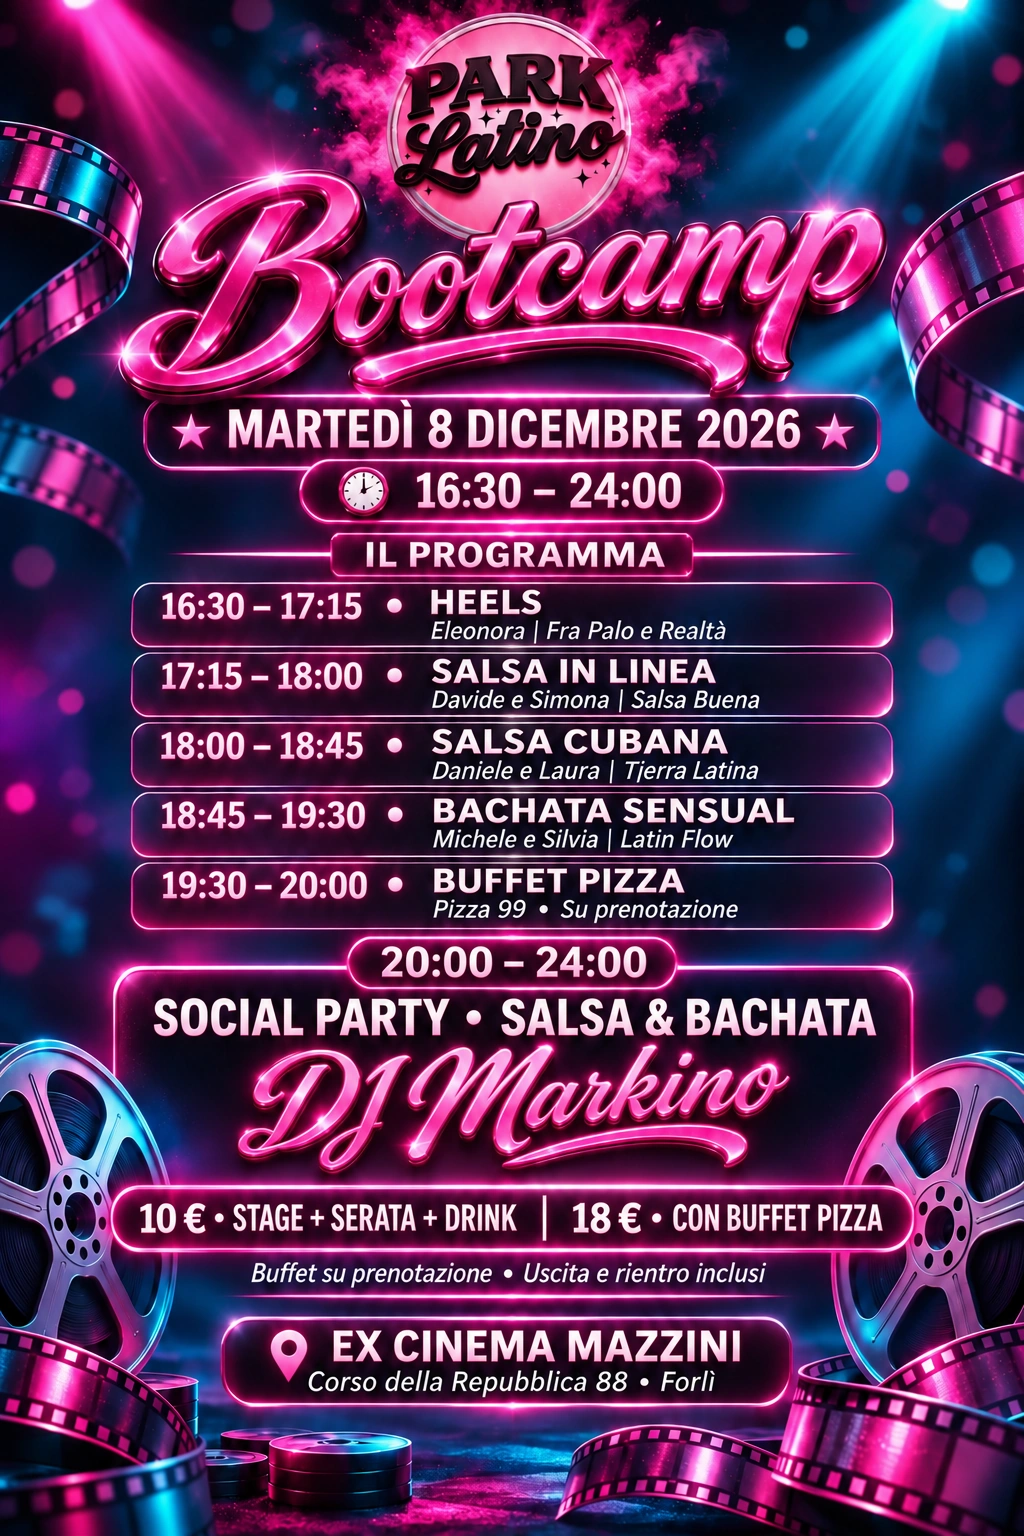 PARK
Latino
Bootcamp
★ MARTEDÌ 8 DICEMBRE 2026 ★
16:30 – 24:00
IL PROGRAMMA
16:30 – 17:15 • HEELS
Eleonora | Fra Palo e Realtà
17:15 – 18:00 • SALSA IN LINEA
Davide e Simona | Salsa Buena
18:00 – 18:45 • SALSA CUBANA
Daniele e Laura | Tierra Latina
18:45 – 19:30 • BACHATA SENSUAL
Michele e Silvia | Latin Flow
19:30 – 20:00 • BUFFET PIZZA
Pizza 99 • Su prenotazione
20:00 – 24:00
SOCIAL PARTY • SALSA & BACHATA
DJ Markino
10 € • STAGE + SERATA + DRINK | 18 € • CON BUFFET PIZZA
Buffet su prenotazione • Uscita e rientro inclusi
EX CINEMA MAZZINI
Corso della Repubblica 88 • Forlì